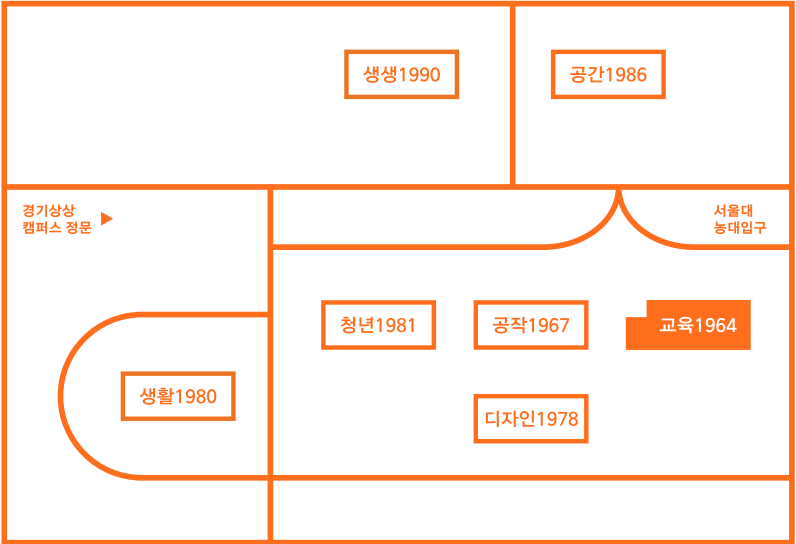 생생1990
공간1986
경기상상
캠퍼스 정문
서울대
농대입구
청년1981
공작1967
교육1964
생활1980
디자인1978